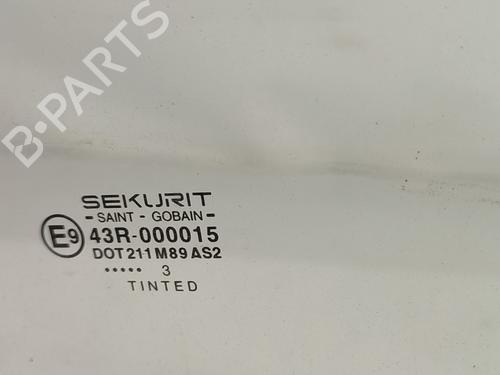 B-PARTS
SEKURIT
- SAINT - GOBAIN -
E9 43R-000015
DOT 211 M89 AS2
..... 3
TINTED